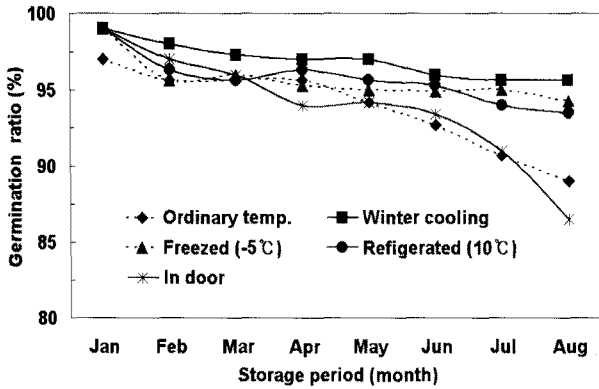 100
95
90
85
80
Germination ratio (%)
Ordinary temp.
Winter cooling
Freezed (-5℃)
Refigerated (10℃)
In door
Jan Feb Mar Apr May Jun Jul Aug
Storage period (month)